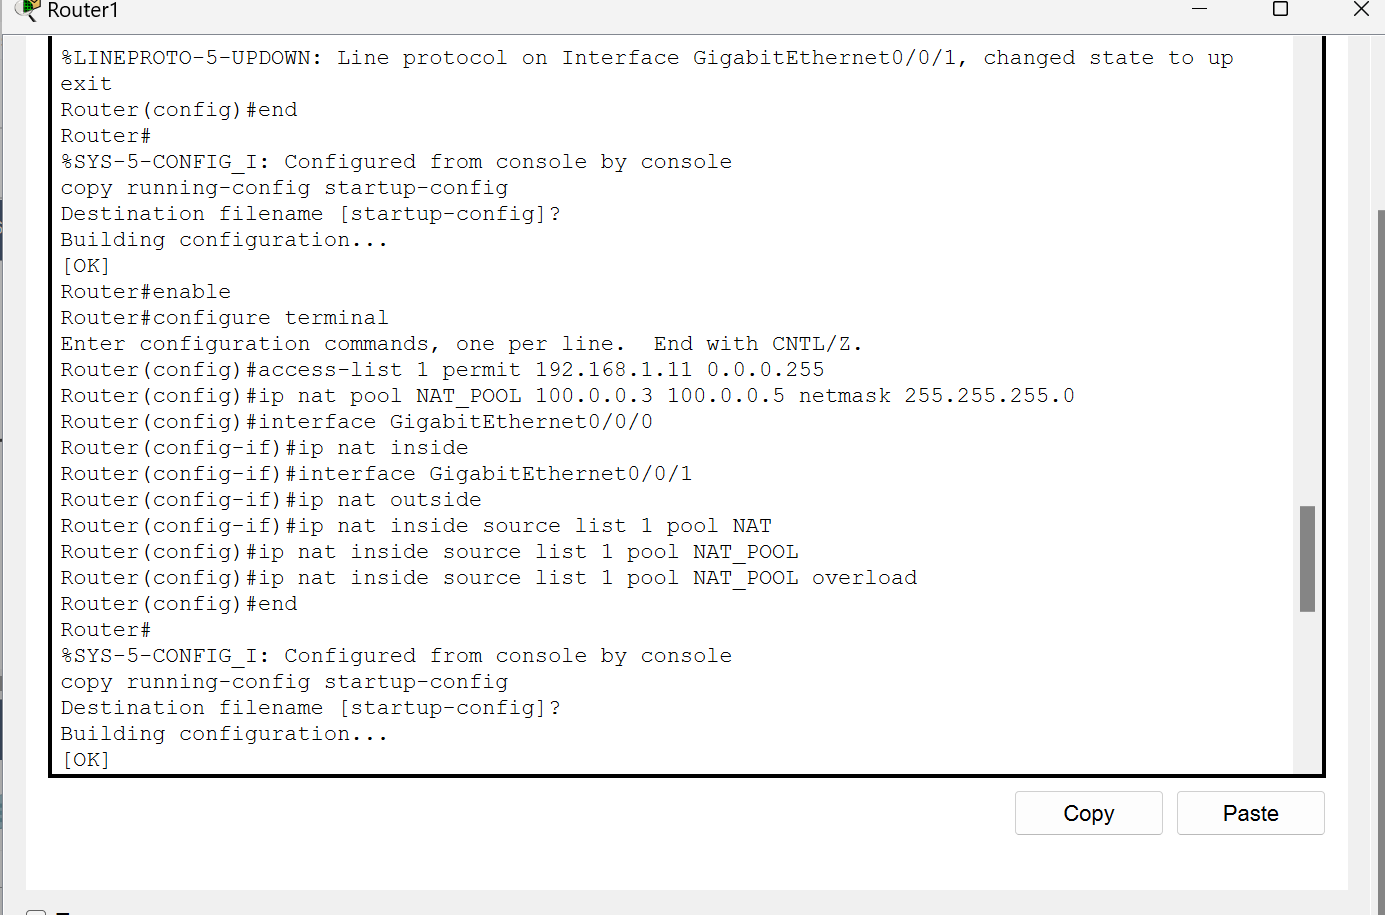 Router1
%LINEPROTO-5-UPDOWN: Line protocol on Interface GigabitEthernet0/0/1, changed state to up
exit
Router(config)#end
Router#
%SYS-5-CONFIG_I: Configured from console by console
copy running-config startup-config
Destination filename [startup-config]?
Building configuration...
[OK]
Router#enable
Router#configure terminal
Enter configuration commands, one per line.  End with CNTL/Z.
Router(config)#access-list 1 permit 192.168.1.11 0.0.0.255
Router(config)#ip nat pool NAT_POOL 100.0.0.3 100.0.0.5 netmask 255.255.255.0
Router(config)#interface GigabitEthernet0/0/0
Router(config-if)#ip nat inside
Router(config-if)#interface GigabitEthernet0/0/1
Router(config-if)#ip nat outside
Router(config-if)#ip nat inside source list 1 pool NAT
Router(config)#ip nat inside source list 1 pool NAT_POOL
Router(config)#ip nat inside source list 1 pool NAT_POOL overload
Router(config)#end
Router#
%SYS-5-CONFIG_I: Configured from console by console
copy running-config startup-config
Destination filename [startup-config]?
Building configuration...
[OK]
Copy Paste